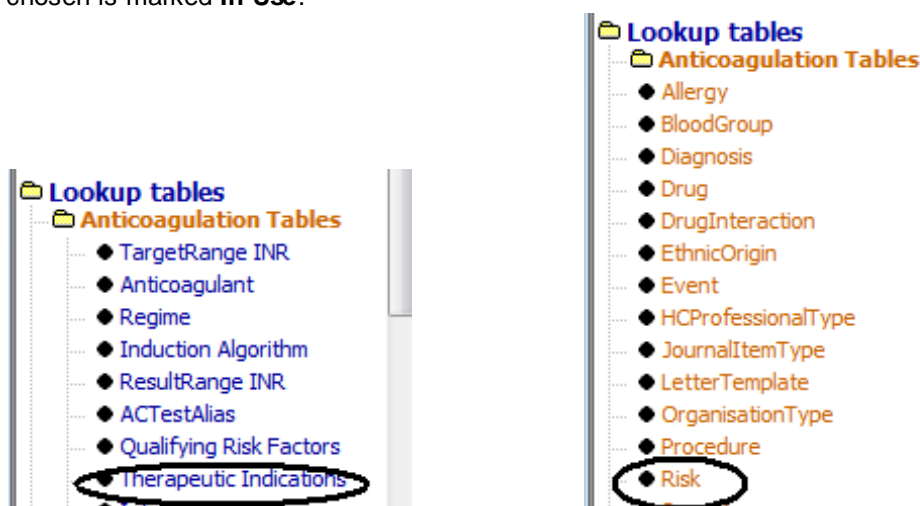 chosen is marked In Use.
Lookup tables
Anticoagulation Tables
TargetRange INR
Anticoagulant
Regime
Induction Algorithm
ResultRange INR
ACTestAlias
Qualifying Risk Factors
Therapeutic Indications
Lookup tables
Anticoagulation Tables
Allergy
BloodGroup
Diagnosis
Drug
DrugInteraction
EthnicOrigin
Event
HCProfessionalType
JournalItemType
LetterTemplate
OrganisationType
Procedure
Risk